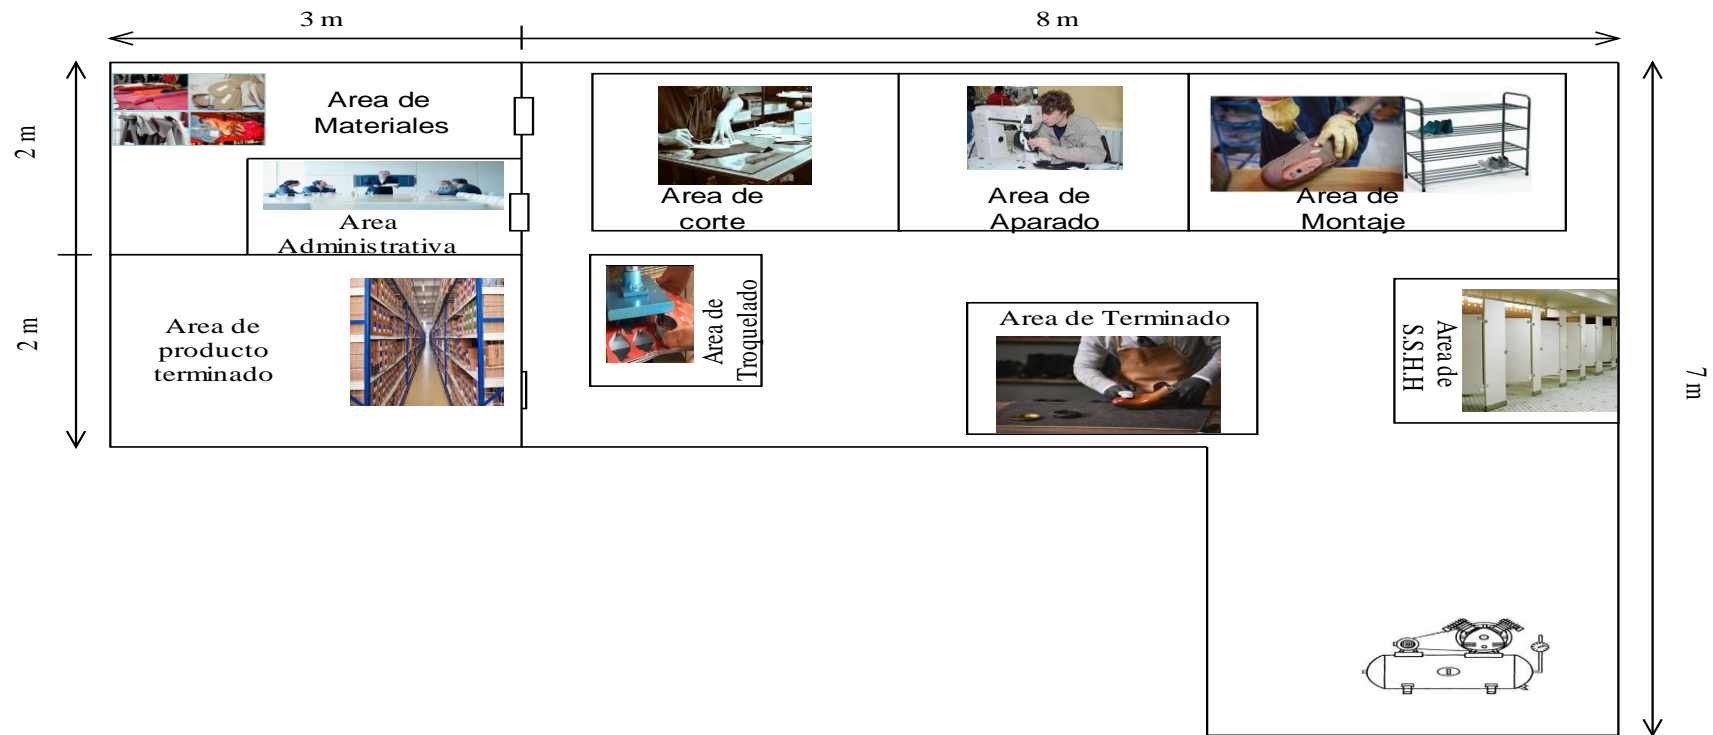 3 m
8 m
2 m
2 m
7 m
Area de
Materiales
Area
Administrativa
Area de
producto
terminado
Area de
corte
Area de
Aparado
Area de
Montaje
Area de
Troquelado
Area de Terminado
Area de
S.S.H.H